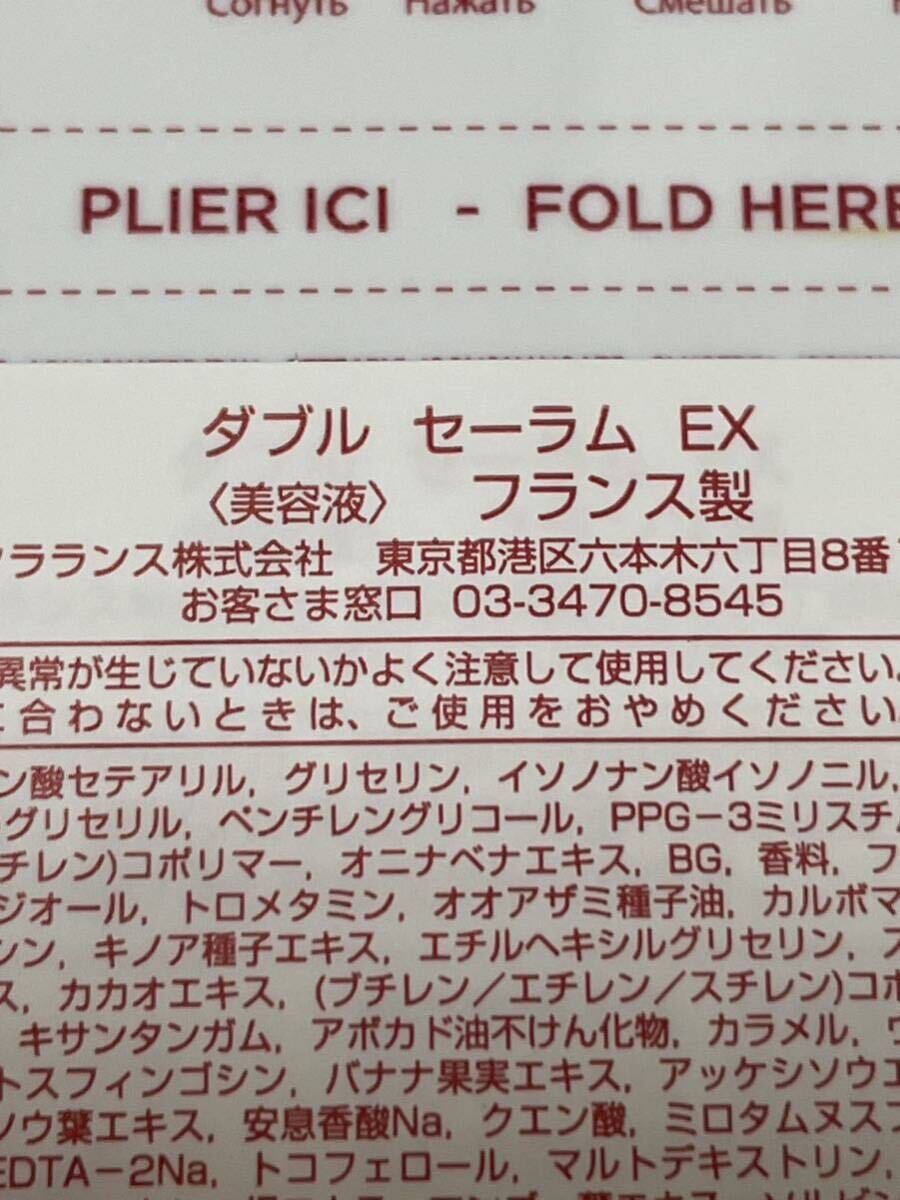 Согнуть Нажать Смешать
PLIER ICI - FOLD HERE
ダブル セーラム EX
〈美容液〉 フランス製
クラランス株式会社 東京都港区六本木六丁目8番
お客さま窓口 03-3470-8545
異常が生じていないかよく注意して使用してください。
合わないときは、ご使用をおやめください。
ン酸セテアリル, グリセリン, イソノナン酸イソノニル,
グリセリル, ペンチレングリコール, PPG-3ミリスチル
チレン)コポリマー, オニナベナエキス, BG, 香料, フ
ジオール, トロメタミン, オオアザミ種子油, カルボマ
シン, キノア種子エキス, エチルヘキシルグリセリン, ス
ス, カカオエキス, (ブチレン/エチレン/スチレン)コポ
キサンタンガム, アボカド油不けん化物, カラメル,
トスフィンゴシン, バナナ果実エキス, アッケシソウエ
ソウ葉エキス, 安息香酸Na, クエン酸, ミロタムヌスフ
EDTA-2Na, トコフェロール, マルトデキストリン,